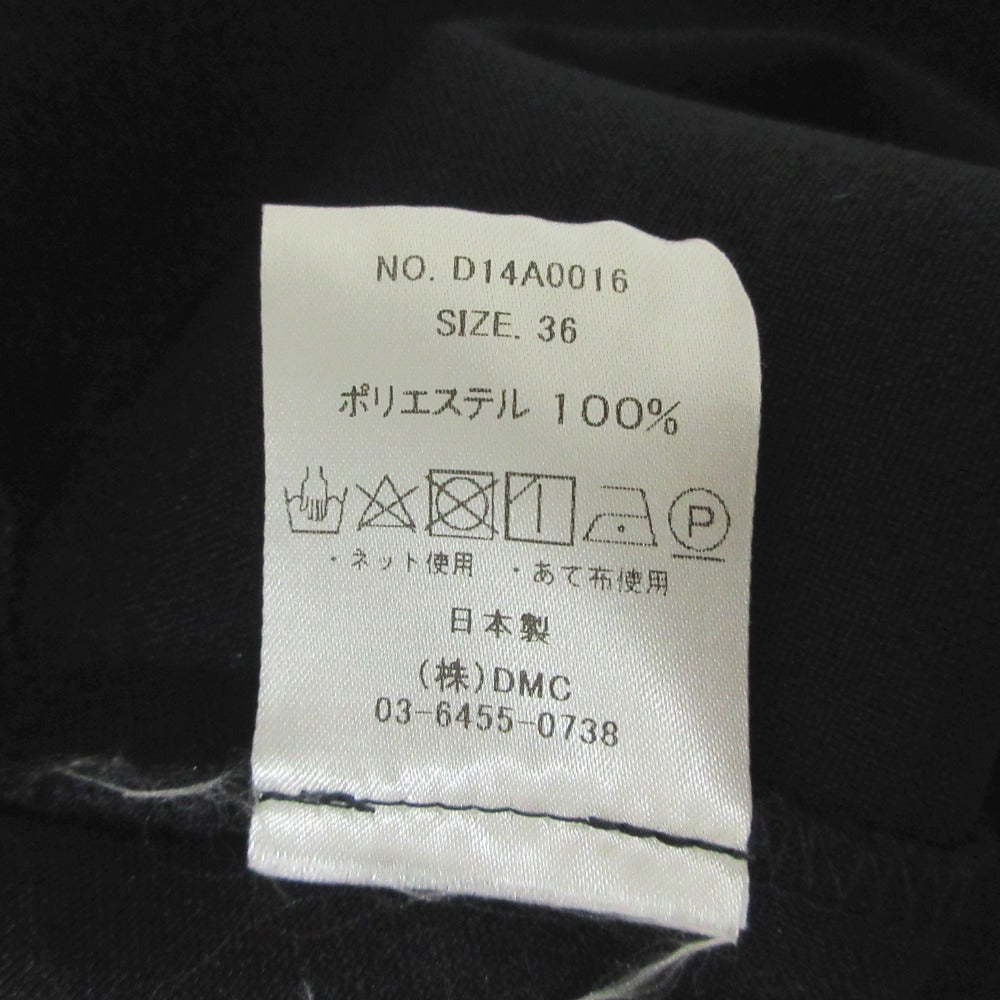 NO. D14A0016
SIZE. 36
ポリエステル 100%
P
・ネット使用 ・あて布使用
日本製
(株)DMC
03-6455-0738